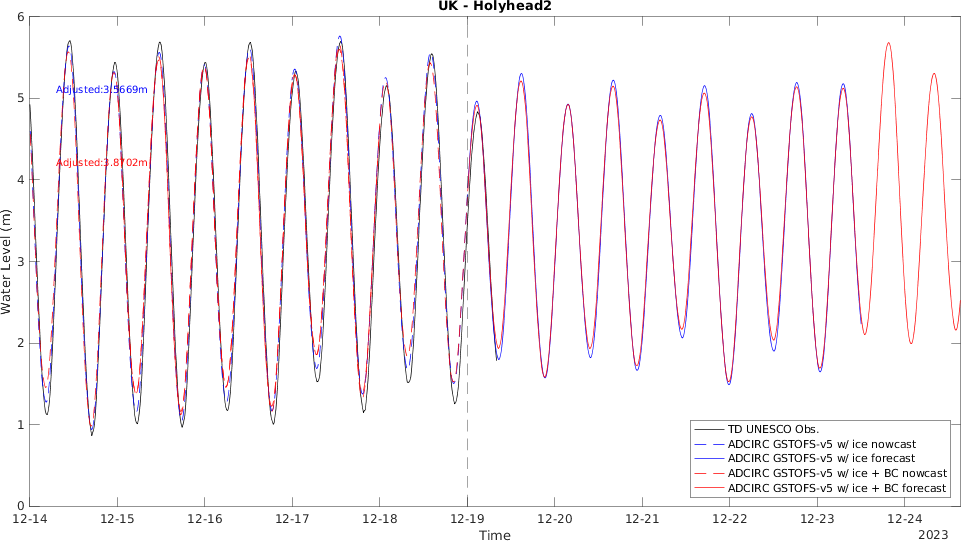 UK - Holyhead2
6
5
4
3
2
1
0
Water Level (m)
Adjusted:3.5669m
Adjusted:3.8702m
TD UNESCO Obs.
ADCIRC GSTOFS-v5 w/ ice nowcast
ADCIRC GSTOFS-v5 w/ ice forecast
ADCIRC GSTOFS-v5 w/ ice + BC nowcast
ADCIRC GSTOFS-v5 w/ ice + BC forecast
12-14 12-15 12-16 12-17 12-18 12-19 12-20 12-21 12-22 12-23 12-24
Time
2023